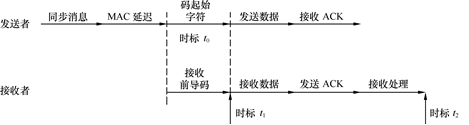 码起始
发送者 同步消息 MAC 延迟 字符 发送数据 接收 ACK
时标 t₀
接收
接收者 前导码 接收数据 发送 ACK 接收处理
时标 t₁ 时标 t₂